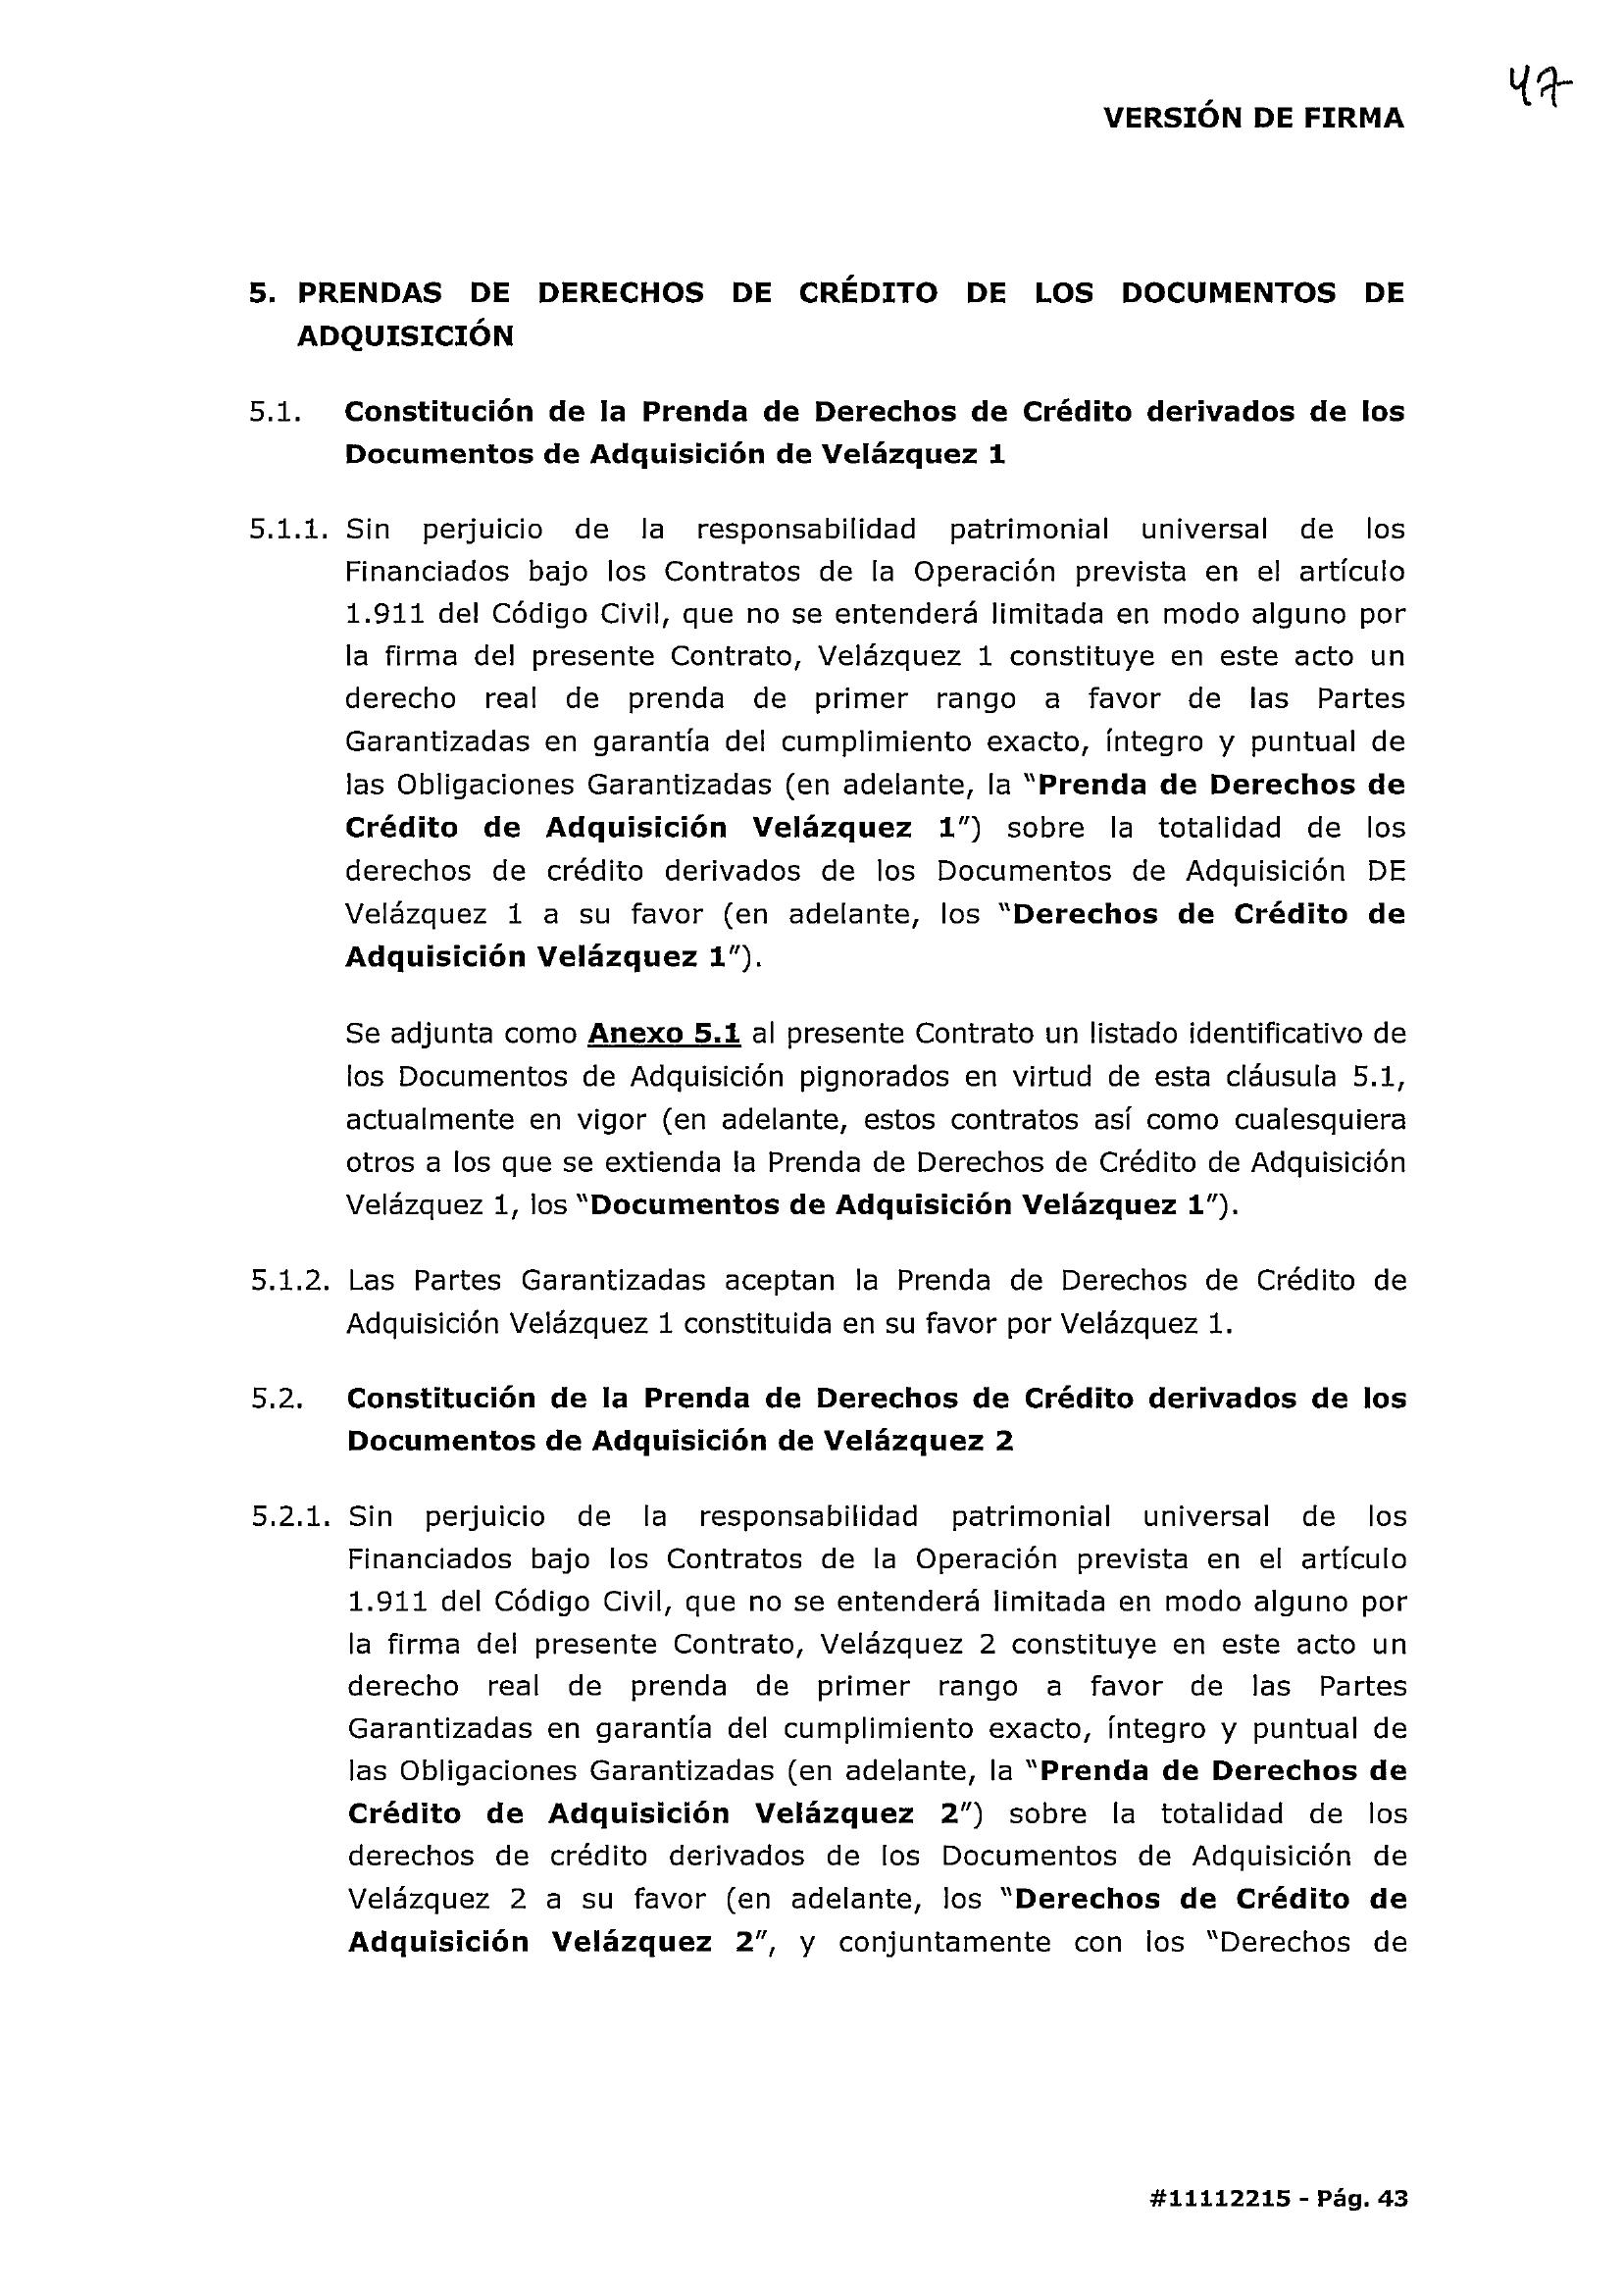 47
VERSIÓN DE FIRMA
5. PRENDAS DE DERECHOS DE CRÉDITO DE LOS DOCUMENTOS DE
ADQUISICIÓN
5.1. Constitución de la Prenda de Derechos de Crédito derivados de los
Documentos de Adquisición de Velázquez 1
5.1.1. Sin perjuicio de la responsabilidad patrimonial universal de los
Financiados bajo los Contratos de la Operación prevista en el artículo
1.911 del Código Civil, que no se entenderá limitada en modo alguno por
la firma del presente Contrato, Velázquez 1 constituye en este acto un
derecho real de prenda de primer rango a favor de las Partes
Garantizadas en garantía del cumplimiento exacto, íntegro y puntual de
las Obligaciones Garantizadas (en adelante, la "Prenda de Derechos de
Crédito de Adquisición Velázquez 1") sobre la totalidad de los
derechos de crédito derivados de los Documentos de Adquisición DE
Velázquez 1 a su favor (en adelante, los "Derechos de Crédito de
Adquisición Velázquez 1").
Se adjunta como Anexo 5.1 al presente Contrato un listado identificativo de
los Documentos de Adquisición pignorados en virtud de esta cláusula 5.1,
actualmente en vigor (en adelante, estos contratos así como cualesquiera
otros a los que se extienda la Prenda de Derechos de Crédito de Adquisición
Velázquez 1, los "Documentos de Adquisición Velázquez 1").
5.1.2. Las Partes Garantizadas aceptan la Prenda de Derechos de Crédito de
Adquisición Velázquez 1 constituida en su favor por Velázquez 1.
5.2. Constitución de la Prenda de Derechos de Crédito derivados de los
Documentos de Adquisición de Velázquez 2
5.2.1. Sin perjuicio de la responsabilidad patrimonial universal de los
Financiados bajo los Contratos de la Operación prevista en el artículo
1.911 del Código Civil, que no se entenderá limitada en modo alguno por
la firma del presente Contrato, Velázquez 2 constituye en este acto un
derecho real de prenda de primer rango a favor de las Partes
Garantizadas en garantía del cumplimiento exacto, íntegro y puntual de
las Obligaciones Garantizadas (en adelante, la "Prenda de Derechos de
Crédito de Adquisición Velázquez 2") sobre la totalidad de los
derechos de crédito derivados de los Documentos de Adquisición de
Velázquez 2 a su favor (en adelante, los "Derechos de Crédito de
Adquisición Velázquez 2", y conjuntamente con los "Derechos de
#11112215 - Pág. 43